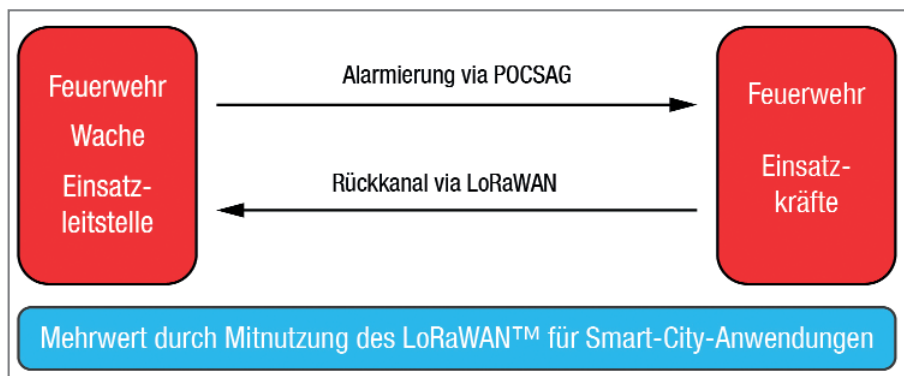 Feuerwehr
Wache
Einsatz-
leitstelle
Alarmierung via POCSAG
Rückkanal via LoRaWAN
Feuerwehr
Einsatz-
kräfte
Mehrwert durch Mitnutzung des LoRaWAN™ für Smart-City-Anwendungen